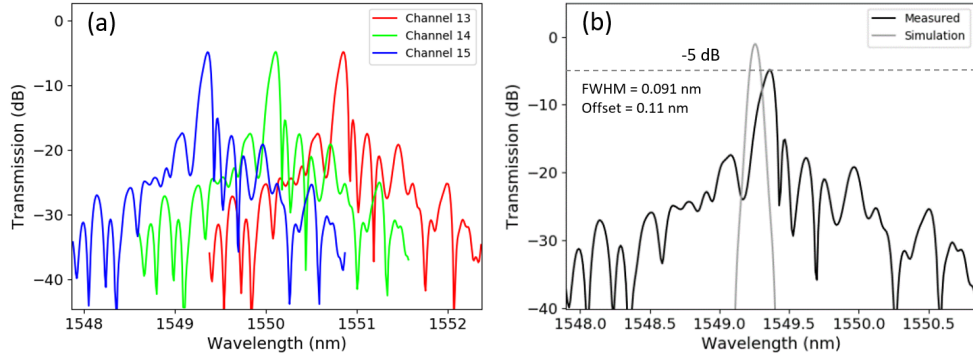 (a)
Channel 13
Channel 14
Channel 15
0
−10
−20
−30
−40
Transmission (dB)
1548
1549
1550
1551
1552
Wavelength (nm)
(b)
Measured
Simulation
-5 dB
FWHM = 0.091 nm
Offset = 0.11 nm
0
−10
−20
−30
−40
Transmission (dB)
1548.0
1548.5
1549.0
1549.5
1550.0
1550.5
Wavelength (nm)